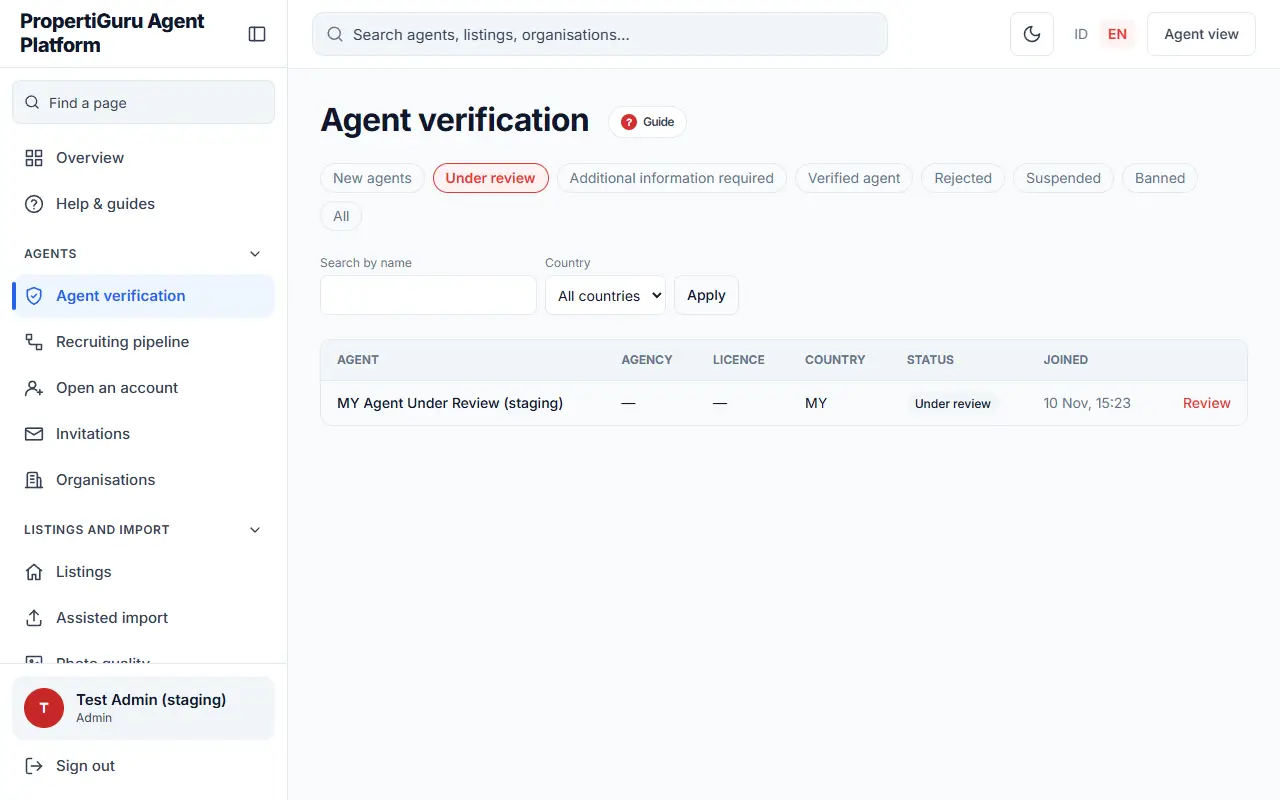 PropertiGuru Agent
Platform
Search agents, listings, organisations...
ID
EN
Agent view
Find a page
Overview
Help & guides
AGENTS
Agent verification
Recruiting pipeline
Open an account
Invitations
Organisations
LISTINGS AND IMPORT
Listings
Assisted import
Photo quality
T
Test Admin (staging)
Admin
Sign out
Agent verification
? Guide
New agents
Under review
Additional information required
Verified agent
Rejected
Suspended
Banned
All
Search by name
Country
All countries
Apply
AGENT AGENCY LICENCE COUNTRY STATUS JOINED
MY Agent Under Review (staging) — — MY Under review 10 Nov, 15:23 Review